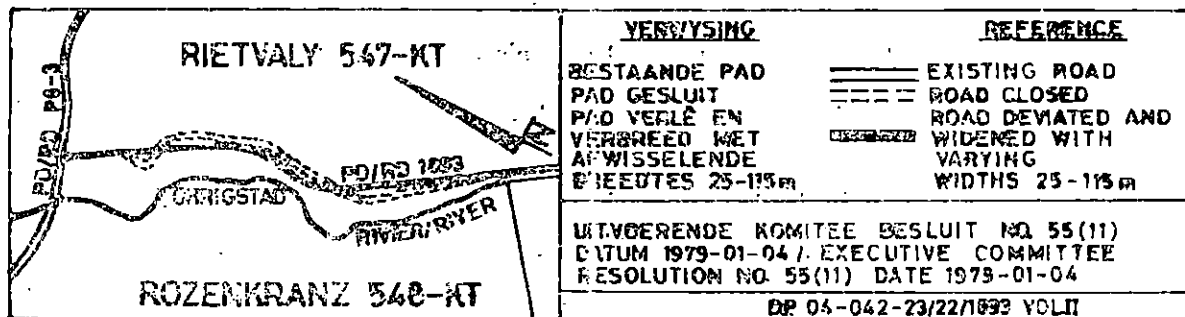 RIETVALY 547-KT
PD/RD P8-3
PD/RD 1893
OHRIGSTAD
RIVIER/RIVER
ROZENKRANZ 548-KT
VERWYSING REFERENCE
BESTAANDE PAD EXISTING ROAD
PAD GESLUIT ROAD CLOSED
PAD VERLÊ EN ROAD DEVIATED AND
VERBREED MET WIDENED WITH
AFWISSELENDE VARYING
BREEDTES 25-115m WIDTHS 25-115m
UITVOERENDE KOMITEE BESLUIT NO. 55(11)
DATUM 1979-01-04 / EXECUTIVE COMMITTEE
RESOLUTION NO. 55(11) DATE 1979-01-04
DP 04-042-23/22/1893 VOL II